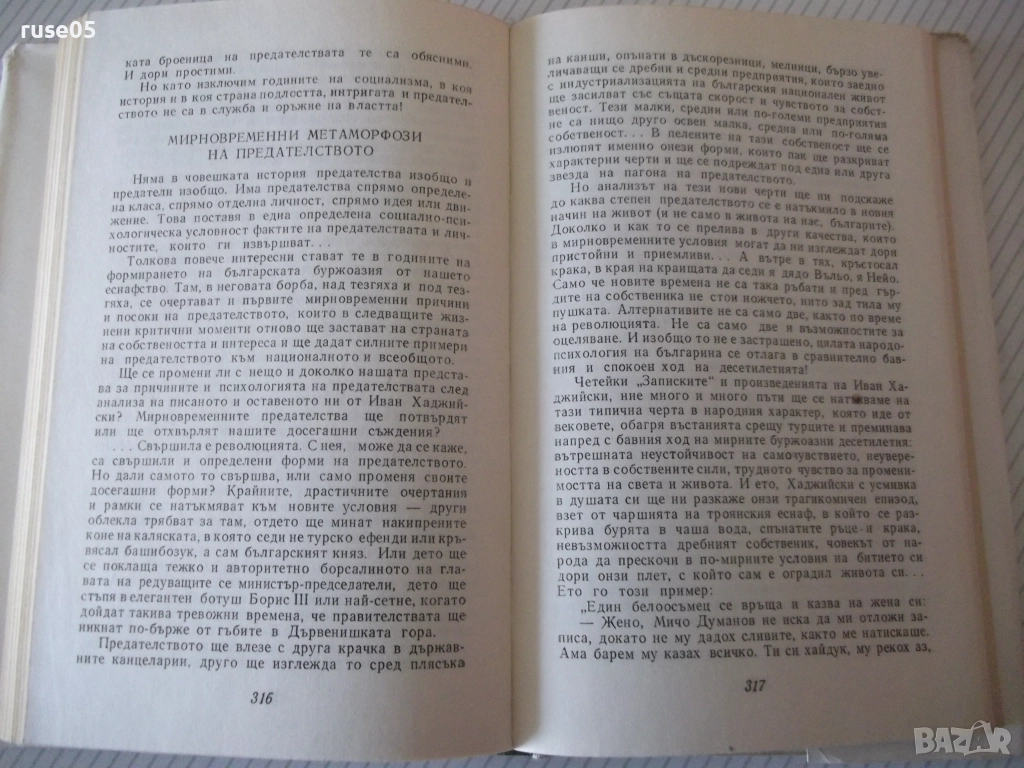 ruse05
ката броеница на предателствата те са обясними.
И дори простими.
Но като изключим годините на социализма, в коя
история и в коя страна подлостта, интригата и предател-
ството не са в служба и оръжие на властта!
МИРНОВРЕМЕННИ МЕТАМОРФОЗИ
НА ПРЕДАТЕЛСТВОТО
Няма в човешката история предателства изобщо и
предатели изобщо. Има предателства спрямо определе-
на класа, спрямо отделна личност, спрямо идея или дви-
жение. Това поставя в една определена социално-пси-
хологическа условност фактите на предателствата и лич-
ностите, които ги извършват. . .
Толкова повече интересни стават те в годините на
формирането на българската буржоазия от нашето
еснафство. Там, в неговата борба, над тезгяха и под тез-
гяха, се очертават и първите мирновременни причини
и посоки на предателството, които в следващите жиз-
нени критични моменти отново ще застават на страната
на собствеността и интереса и ще дадат силните примери
на предателството към националното и всеобщото.
Ще се промени ли с нещо и доколко нашата предста-
ва за причините и психологията на предателствата след
анализа на писаното и оставеното ни от Иван Хаджий-
ски? Мирновременните предателства ще потвърдят
или ще отхвърлят нашите досегашни съждения?
. . . Свършила е революцията. С нея, може да се каже,
са свършили и определени форми на предателството.
Но дали самото то свършва, или само променя своите
досегашни форми? Крайните, драстичните очертания
и рамки се натъкмяват към новите условия — други
облекла трябват за там, отдето ще минат накипрените
коне на каляската, в която седи не турско ефенди или кръ-
вясал башибозук, а сам българският княз. Или дето ще
се поклаща тежко и авторитетно борсалиното на гла-
вата на редуващите се министър-председатели, дето ще
стъпя в елегантен ботуш Борис III или най-сетне, когато
дойдат такива тревожни времена, че правителствата ще
никнат по-бърже от гъбите в Дървенишката гора.
Предателството ще влезе с друга крачка в държав-
ните канцеларии, друго ще изглежда то сред плясъка
316
на каиши, опънати в дъскорезници, мелници, бързо уве-
личаващи се дребни и средни предприятия, които заедно
с индустриализацията на българския национален живот
ще засилват със същата скорост и чувството за собст-
веност. Тези малки, средни или по-големи предприятия
не са нищо друго освен малка, средна или по-голяма
собственост. . . В пелените на тази собственост ще се
излюпят именно онези форми, които пак ще разкриват
характерни черти и ще се подреждат под една или друга
звезда на пагона на предателството.
Но анализът на тези нови черти ще ни подскаже
до каква степен предателството се е натъкмило в новия
начин на живот (и не само в живота на нас, българите).
Доколко и как то се прелива в други качества, които
в мирновременните условия могат да ни изглеждат дори
пристойни и приемливи. . . А вътре в тях, кръстосал
крака, в края на краищата да седи я дядо Въльо, я Нейо.
Само че новите времена не са така ръбати я пред гър-
дите на собственика не стои ножчето, нито зад тила му
пушката. Алтернативите не са само две, както по време
на революцията. Не са само две и възможностите за
оцеляване. И изобщо то не е застрашено, цялата народо-
психология на българина се отлага в сравнително бав-
ния и спокоен ход на десетилетията!
Четейки „Записките“ и произведенията на Иван Ха-
джийски, ние много и много пъти ще се натъкваме на
тази типична черта в народния характер, която иде от
вековете, обагря въстанията срещу турците и преминава
напред с бавния ход на мирните буржоазни десетилетия:
вътрешната неустойчивост на самочувствието, неувере-
ността в собствените сили, трудното чувство за промени-
мостта на света и живота. И ето, Хаджийски с усмивка
в душата си ще ни разкаже онзи трагикомичен епизод,
взет от чаршията на троянския еснаф, в който се раз-
крива бурята в чаша вода, спънатите ръце и крака,
невъзможността дребният собственик, човекът от на-
рода да прескочи в по-мирните условия на битието си
дори онзи плет, с който сам е оградил живота си. . .
Ето го този пример:
„Един белоосъмец се връща и казва на жена си:
— Жено, Мичо Думанов не иска да ми отложи за-
писа, докато не му дадох сливите, както ме натискаше.
Ама барем му казах всичко. Ти си хайдук, му рекох аз,
317
BAZAR